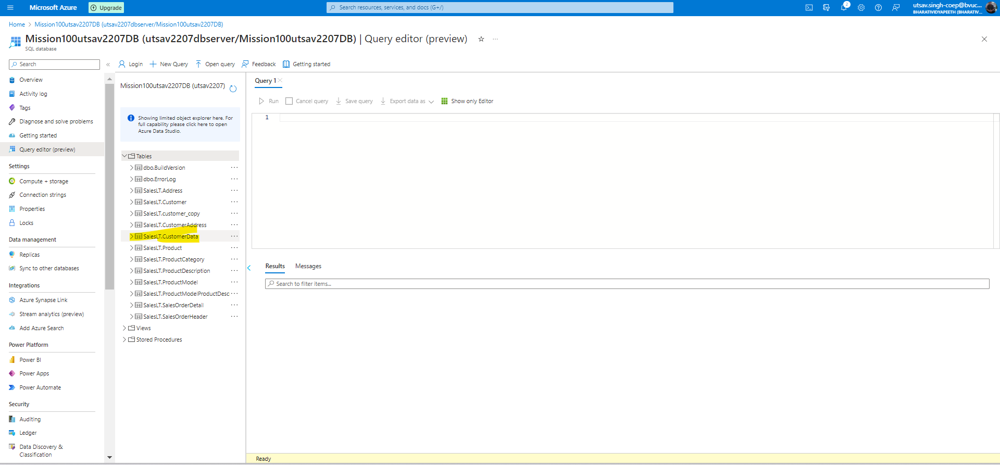 Microsoft Azure
Upgrade
Search resources, services, and docs (G+/)
2
utsav.singh-coep@bvuc...
BHARATIVIDYAPEETH (BHARATIV...
Home > Mission100utsav2207DB (utsav2207dbserver/Mission100utsav2207DB)
Mission100utsav2207DB (utsav2207dbserver/Mission100utsav2207DB) | Query editor (preview)
SQL database
Search
Overview
Activity log
Tags
Diagnose and solve problems
Getting started
Query editor (preview)
Settings
Compute + storage
Connection strings
Properties
Locks
Data management
Replicas
Sync to other databases
Integrations
Azure Synapse Link
Stream analytics (preview)
Add Azure Search
Power Platform
Power BI
Power Apps
Power Automate
Security
Auditing
Ledger
Data Discovery &
Classification
Login
New Query
Open query
Feedback
Getting started
Mission100utsav2207DB (utsav2207)
Showing limited object explorer here. For
full capability please click here to open
Azure Data Studio.
Tables
dbo.BuildVersion
dbo.ErrorLog
SalesLT.Address
SalesLT.Customer
SalesLT.customer_copy
SalesLT.CustomerAddress
SalesLT.CustomerData
SalesLT.Product
SalesLT.ProductCategory
SalesLT.ProductDescription
SalesLT.ProductModel
SalesLT.ProductModelProductDesc
SalesLT.SalesOrderDetail
SalesLT.SalesOrderHeader
Views
Stored Procedures
Query 1
Run
Cancel query
Save query
Export data as
Show only Editor
1
Results
Messages
Search to filter items...
Ready